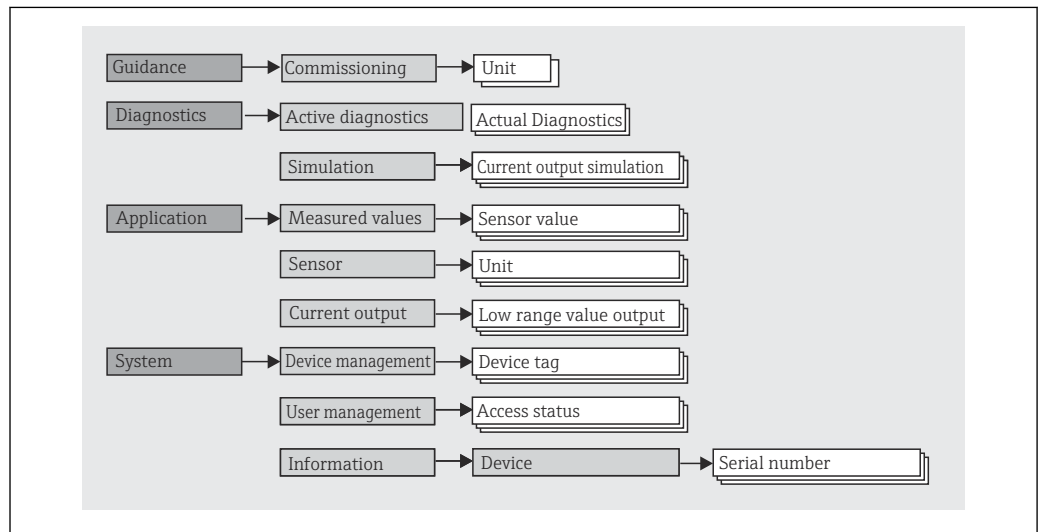 Guidance Commissioning Unit
Diagnostics Active diagnostics Actual Diagnostics
Simulation Current output simulation
Application Measured values Sensor value
Sensor Unit
Current output Low range value output
System Device management Device tag
User management Access status
Information Device Serial number